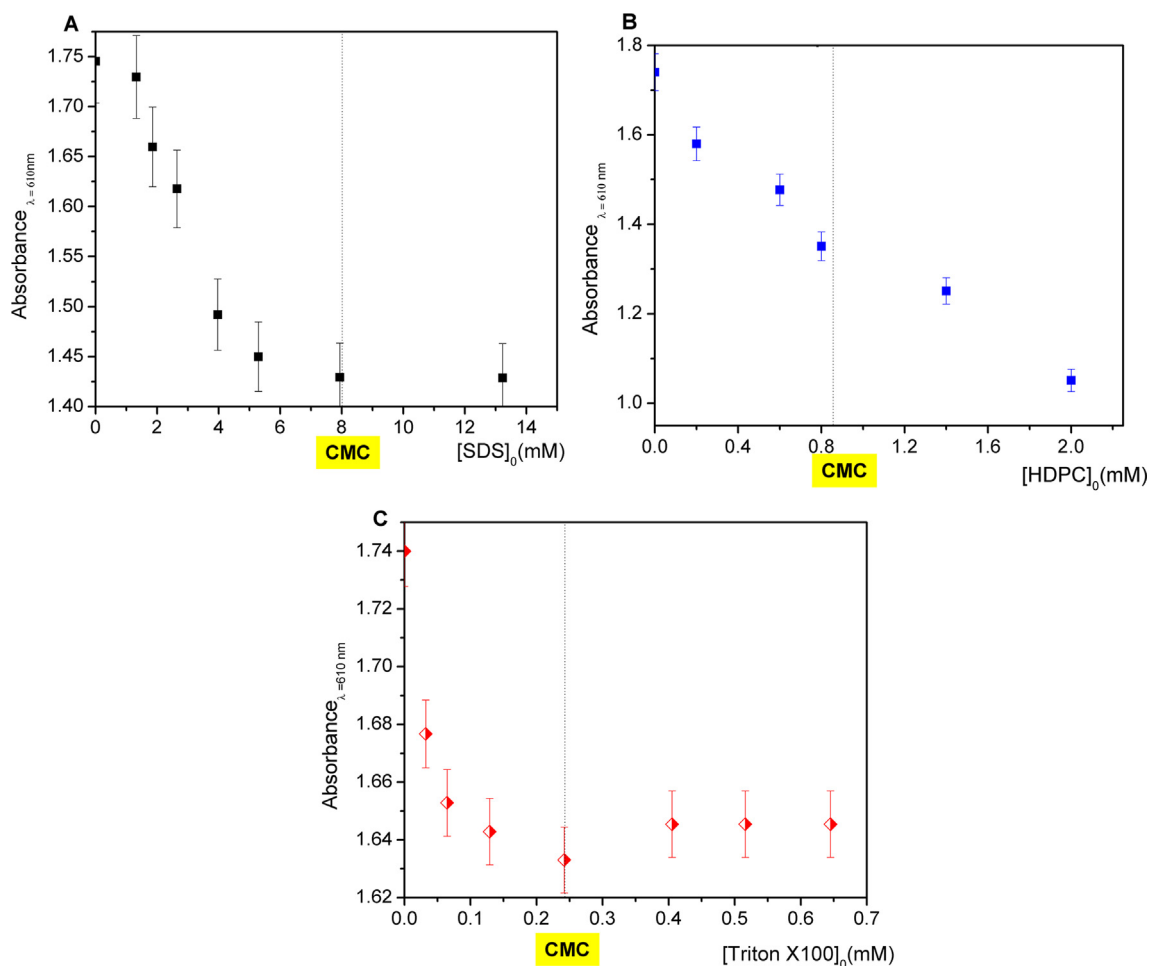 A
Absorbance λ = 610nm
1.75
1.70
1.65
1.60
1.55
1.50
1.45
1.40
0 2 4 6 8 10 12 14
CMC
[SDS]0(mM)
B
Absorbance λ = 610 nm
1.8
1.6
1.4
1.2
1.0
0.0 0.4 0.8 1.2 1.6 2.0
CMC
[HDPC]0(mM)
C
Absorbance λ =610 nm
1.74
1.72
1.70
1.68
1.66
1.64
1.62
0.0 0.1 0.2 0.3 0.4 0.5 0.6 0.7
CMC
[Triton X100]0(mM)